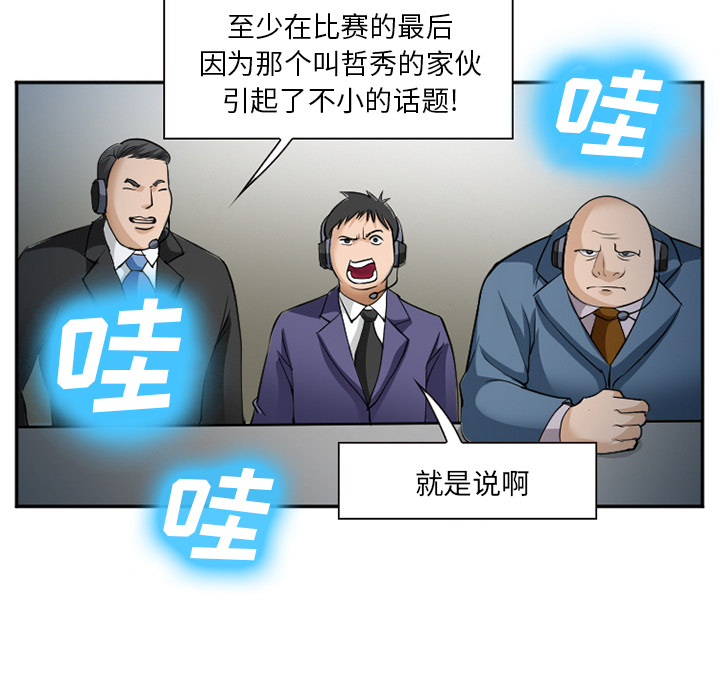 至少在比赛的最后
因为那个叫哲秀的家伙
引起了不小的话题!
哇
哇
就是说啊
哇